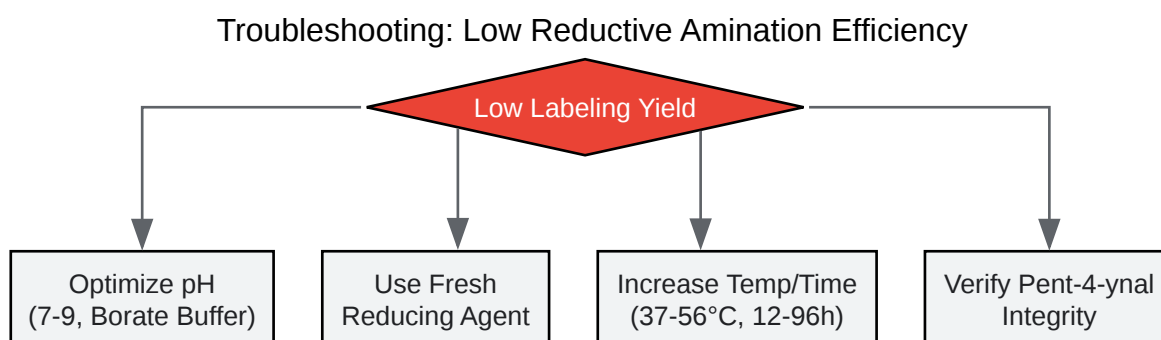 Troubleshooting: Low Reductive Amination Efficiency
Low Labeling Yield
Optimize pH
(7-9, Borate Buffer)
Use Fresh
Reducing Agent
Increase Temp/Time
(37-56°C, 12-96h)
Verify Pent-4-ynal
Integrity